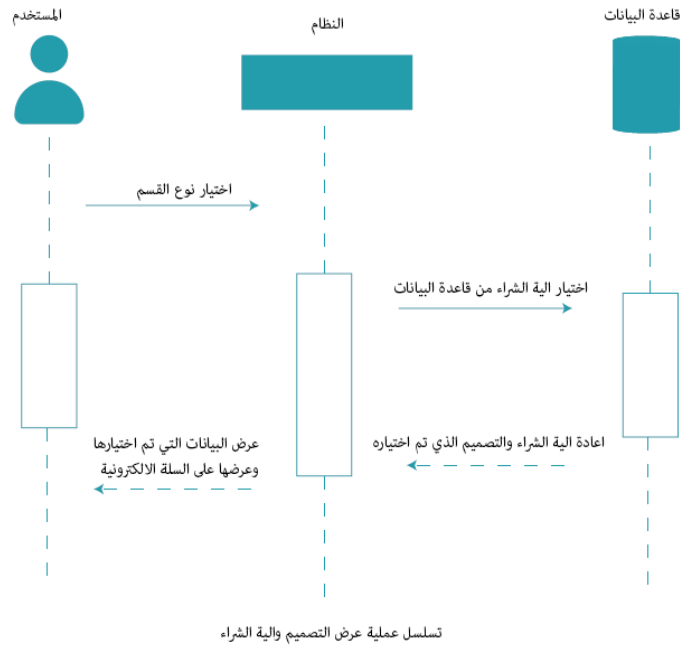 قاعدة البيانات
النظام
المستخدم
اختيار نوع القسم
اختيار الية الشراء من قاعدة البيانات
اعادة الية الشراء والتصميم الذي تم اختياره
عرض البيانات التي تم اختيارها
وعرضها على السلة الالكترونية
تسلسل عملية عرض التصميم والية الشراء